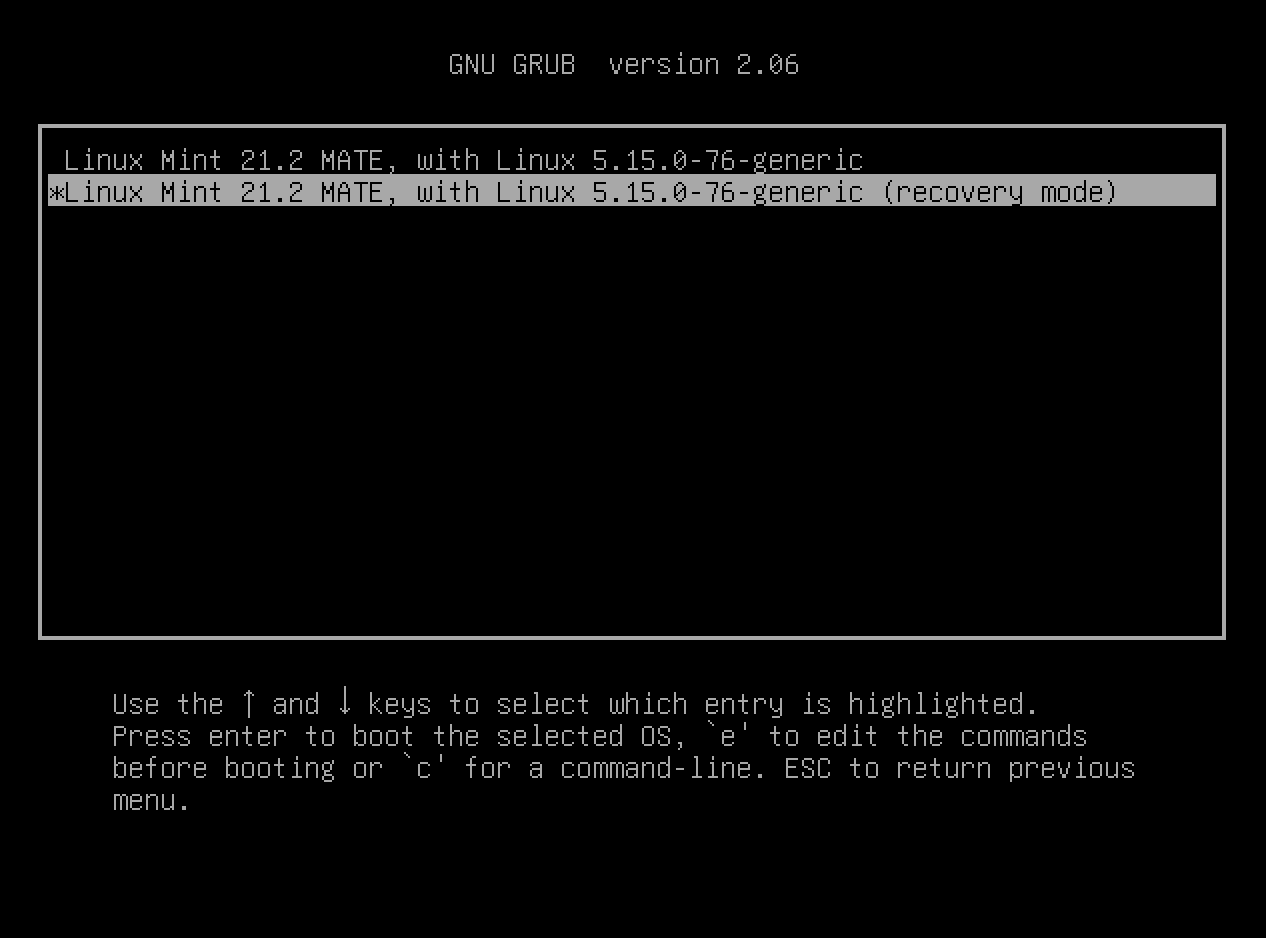 GNU GRUB  version 2.06
Linux Mint 21.2 MATE, with Linux 5.15.0-76-generic
*Linux Mint 21.2 MATE, with Linux 5.15.0-76-generic (recovery mode)
Use the ↑ and ↓ keys to select which entry is highlighted.
Press enter to boot the selected OS, `e' to edit the commands
before booting or `c' for a command-line. ESC to return previous
menu.